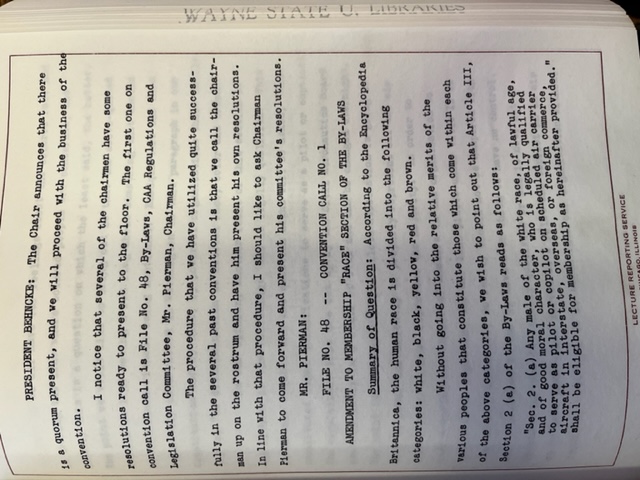 WAYNE STATE U. LIBRARIES
PRESIDENT BEHNCKE: The Chair announces that there
is a quorum present, and we will proceed with the business of the
convention.
I notice that several of the chairmen have some
resolutions ready to present to the floor. The first one on
convention call is File No. 48, By-Laws, CAA Regulations and
Legislation Committee, Mr. Pierman, Chairman.
The procedure that we have utilized quite success-
fully in the several past conventions is that we call the chair-
man up on the rostrum and have him present his own resolutions.
In line with that procedure, I should like to ask Chairman
Pierman to come forward and present his committee's resolutions.
MR. PIERMAN:
FILE NO. 48 -- CONVENTION CALL NO. 1
AMENDMENT TO MEMBERSHIP "RACE" SECTION OF THE BY-LAWS
Summary of Question: According to the Encyclopedia
Britannica, the human race is divided into the following
categories: white, black, yellow, red and brown.
Without going into the relative merits of the
various peoples that constitute those which come within each
of the above categories, we wish to point out that Article III,
Section 2 (a) of the By-Laws reads as follows:
"Sec. 2. (a) Any male of the white race, of lawful age,
and of good moral character, who is legally qualified
to serve as pilot or copilot on scheduled air carrier
aircraft in interstate, overseas, or foreign commerce,
shall be eligible for membership as hereinafter provided."
LECTURE REPORTING SERVICE
CHICAGO, ILLINOIS